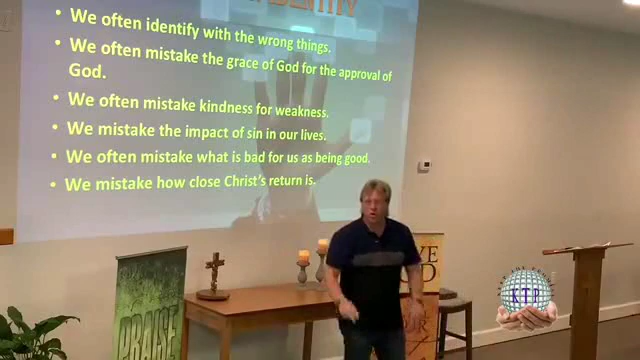 IDENTITY
• We often identify with the wrong things.
• We often mistake the grace of God for the approval of
God.
• We often mistake kindness for weakness.
• We mistake the impact of sin in our lives.
• We often mistake what is bad for us as being good.
• We mistake how close Christ's return is.
PRAISE
KTP